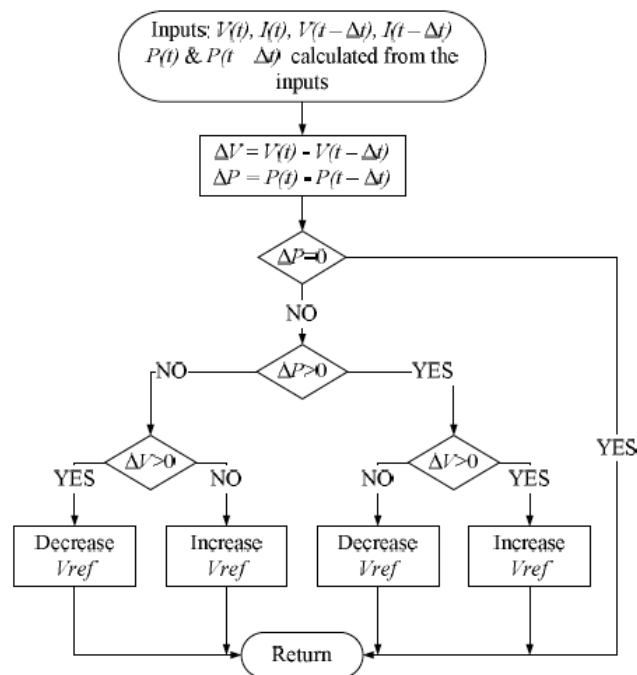 Inputs: V(t), I(t), V(t−Δt), I(t−Δt)
P(t) & P(t Δt) calculated from the
inputs
ΔV = V(t) - V(t−Δt)
ΔP = P(t) - P(t−Δt)
ΔP=0
NO
ΔP>0
NO
YES
YES
ΔV>0
ΔV>0
YES
NO
NO
YES
Decrease
Vref
Increase
Vref
Decrease
Vref
Increase
Vref
Return